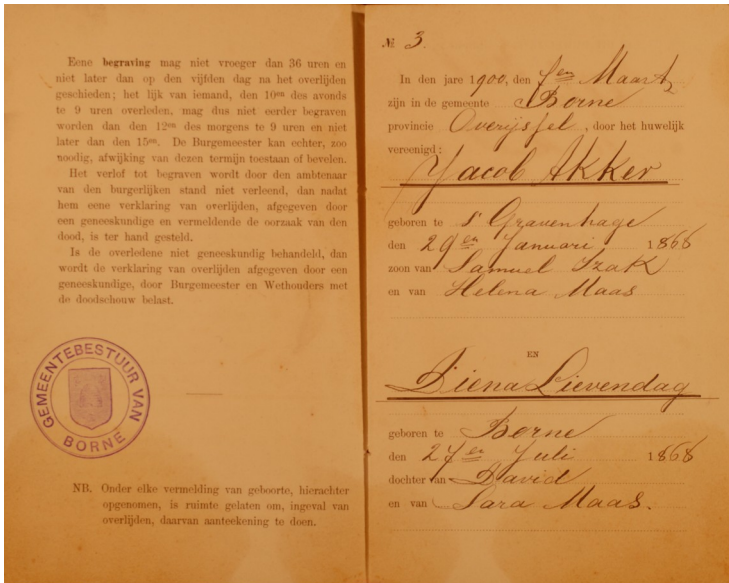 Eene begraving mag niet vroeger dan 36 uren en
niet later dan op den vijfden dag na het overlijden
geschieden; het lijk van iemand, den 10en des avonds
te 9 uren overleden, mag dus niet eerder begraven
worden dan den 12en des morgens te 9 uren en niet
later dan den 15en. De Burgemeester kan echter, zoo
noodig, afwijking van dezen termijn toestaan of bevelen.
Het verlof tot begraven wordt door den ambtenaar
van den burgerlijken stand niet verleend, dan nadat
hem eene verklaring van overlijden, afgegeven door
een geneeskundige en vermeldende de oorzaak van den
dood, is ter hand gesteld.
Is de overledene niet geneeskundig behandeld, dan
wordt de verklaring van overlijden afgegeven door een
geneeskundige, door Burgemeester en Wethouders met
de doodschouw belast.
GEMEENTEBESTUUR VAN
BORNE
NB. Onder elke vermelding van geboorte, hierachter
opgenomen, is ruimte gelaten om, ingeval van
overlijden, daarvan aanteekening te doen.
№ 3.
In den jare 1900, den Maart
zijn in de gemeente Borne
provincie Overijssel, door het huwelijk
vereenigd:
Jacob Akker
geboren te s' Gravenhage
den 29en Januari 1866
zoon van Samuel Izak
en van Helena Maas
EN
Diena Lievendag
geboren te Borne
den 27en Juli 1866
dochter van David
en van Sara Maas.